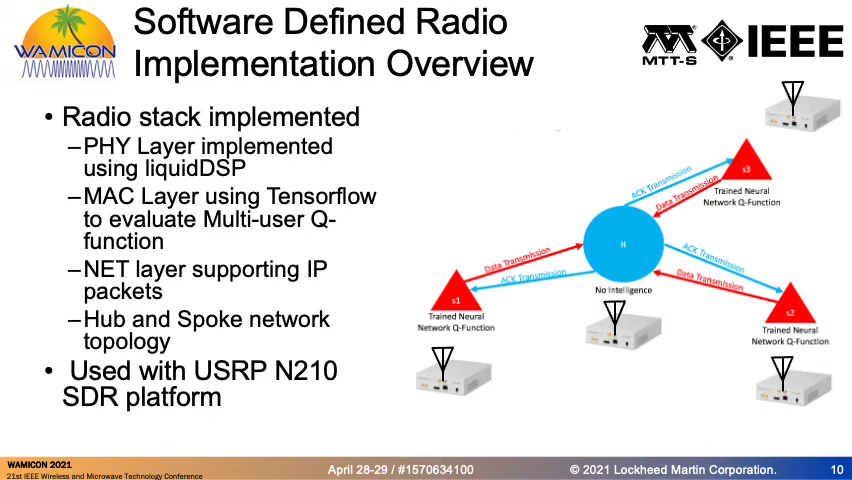 WAMICON
Software Defined Radio
Implementation Overview
MTT-S
IEEE
• Radio stack implemented
–PHY Layer implemented
using liquidDSP
–MAC Layer using Tensorflow
to evaluate Multi-user Q-
function
–NET layer supporting IP
packets
–Hub and Spoke network
topology
• Used with USRP N210
SDR platform
s3
Trained Neural
Network Q-Function
ACK Transmission
Data Transmission
H
No Intelligence
Data Transmission
ACK Transmission
s1
Trained Neural
Network Q-Function
ACK Transmission
Data Transmission
s2
Trained Neural
Network Q-Function
WAMICON 2021
21st IEEE Wireless and Microwave Technology Conference
April 28-29 / #1570634100
© 2021 Lockheed Martin Corporation.
10